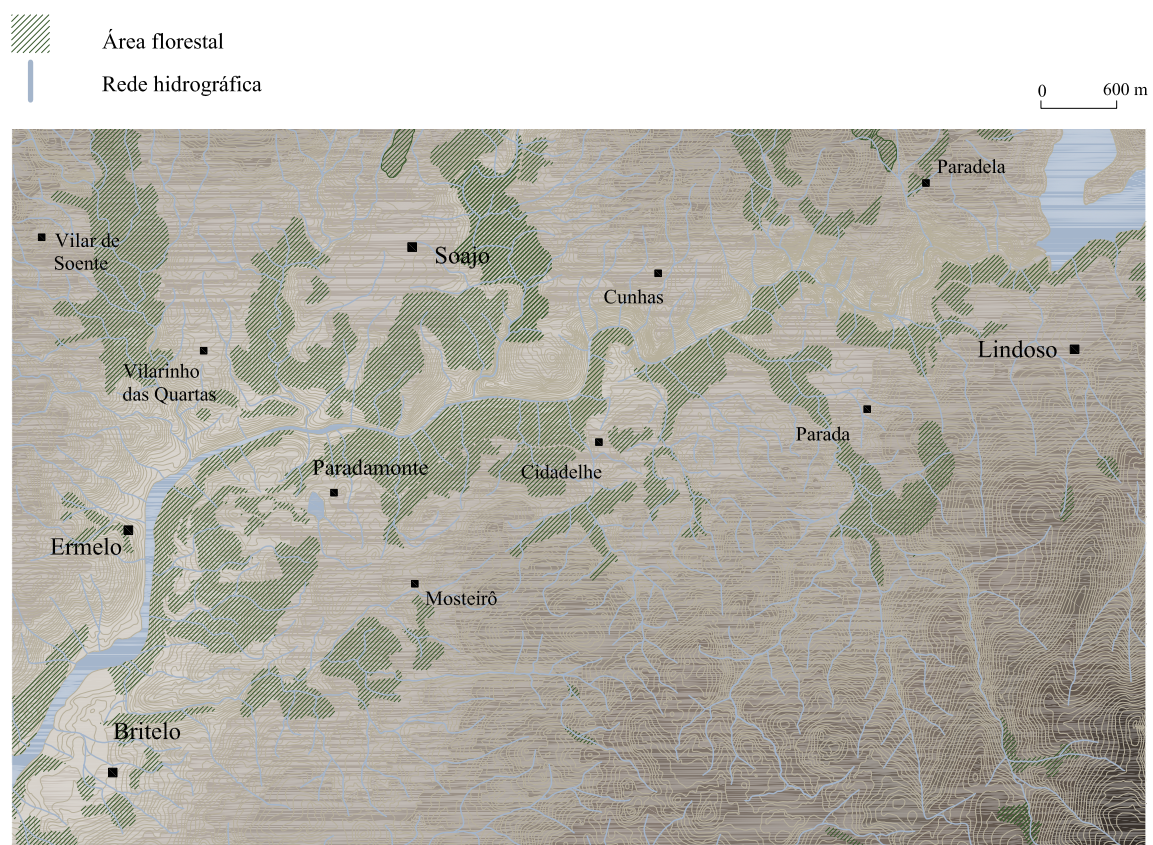 Área florestal
Rede hidrográfica
0 600 m
Paradela
Vilar de
Soente
Soajo
Cunhas
Lindoso
Vilarinho
das Quartas
Parada
Paradamonte
Cidadelhe
Ermelo
Mosteirô
Britelo